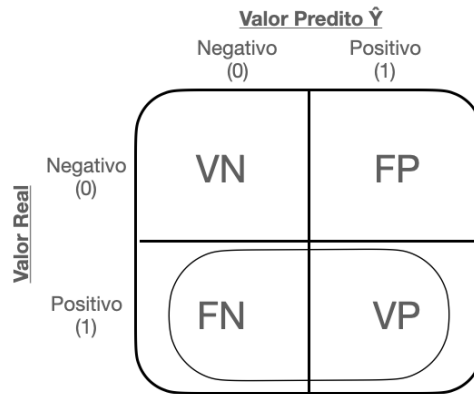 Valor Predito Ŷ
Negativo Positivo
(0) (1)
Negativo
(0)
VN FP
Valor Real
Positivo
(1)
FN VP